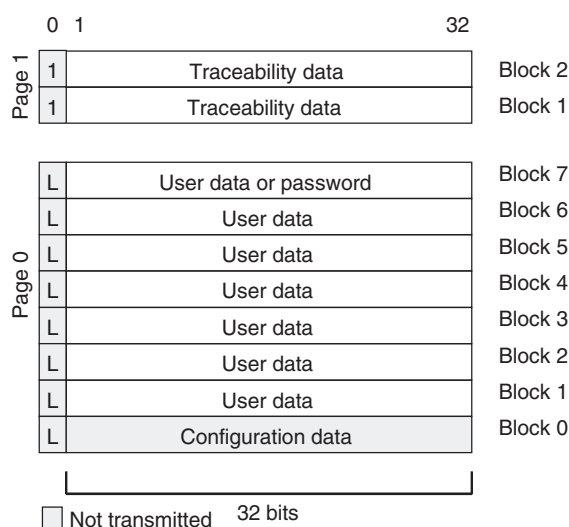 0 1 32
Page 1
1 Traceability data Block 2
1 Traceability data Block 1
Page 0
L User data or password Block 7
L User data Block 6
L User data Block 5
L User data Block 4
L User data Block 3
L User data Block 2
L User data Block 1
L Configuration data Block 0
32 bits
Not transmitted